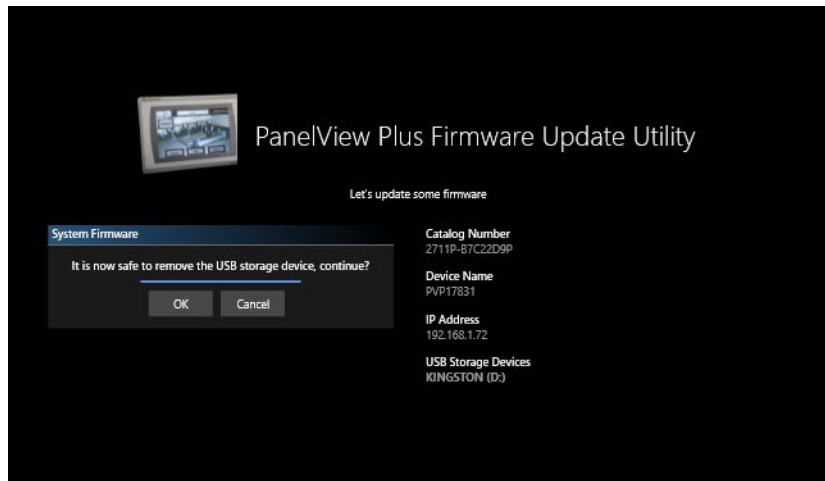 PanelView Plus Firmware Update Utility
Let's update some firmware
System Firmware
It is now safe to remove the USB storage device, continue?
OK
Cancel
Catalog Number
2711P-B7C22D9P
Device Name
PVP17831
IP Address
192.168.1.72
USB Storage Devices
KINGSTON (D:)